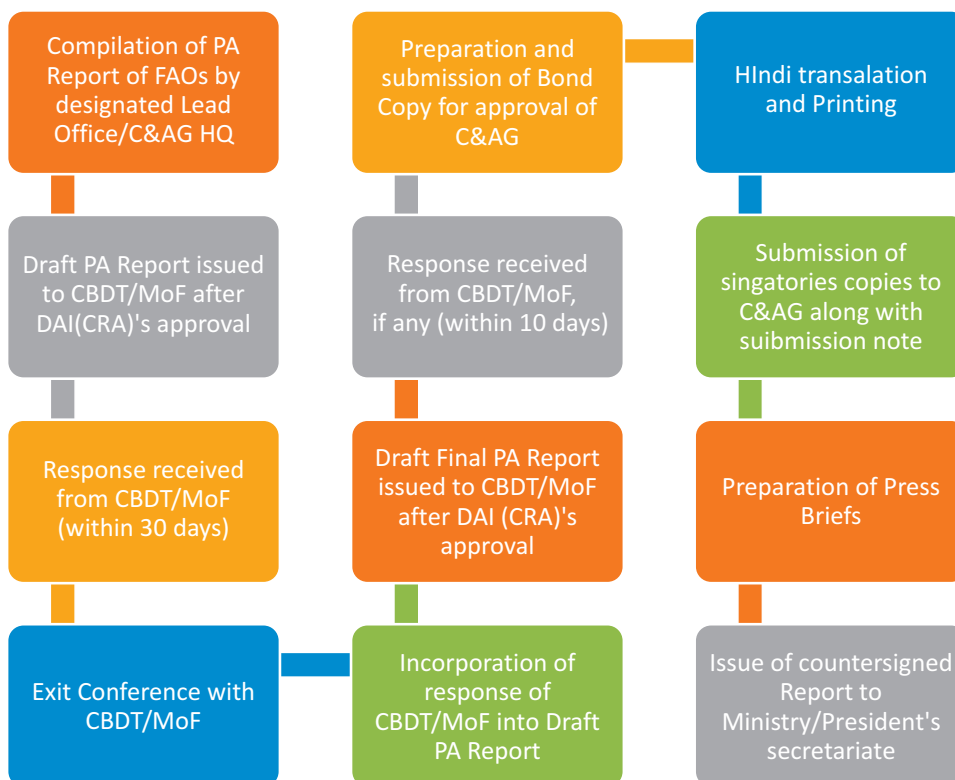 Compilation of PA
Report of FAOs by
designated Lead
Office/C&AG HQ
Draft PA Report issued
to CBDT/MoF after
DAI(CRA)'s approval
Response received
from CBDT/MoF
(within 30 days)
Exit Conference with
CBDT/MoF
Incorporation of
response of
CBDT/MoF into Draft
PA Report
Draft Final PA Report
issued to CBDT/MoF
after DAI (CRA)'s
approval
Response received
from CBDT/MoF,
if any (within 10 days)
Preparation and
submission of Bond
Copy for approval of
C&AG
HIndi transalation
and Printing
Submission of
singatories copies to
C&AG along with
suibmission note
Preparation of Press
Briefs
Issue of countersigned
Report to
Ministry/President's
secretariate